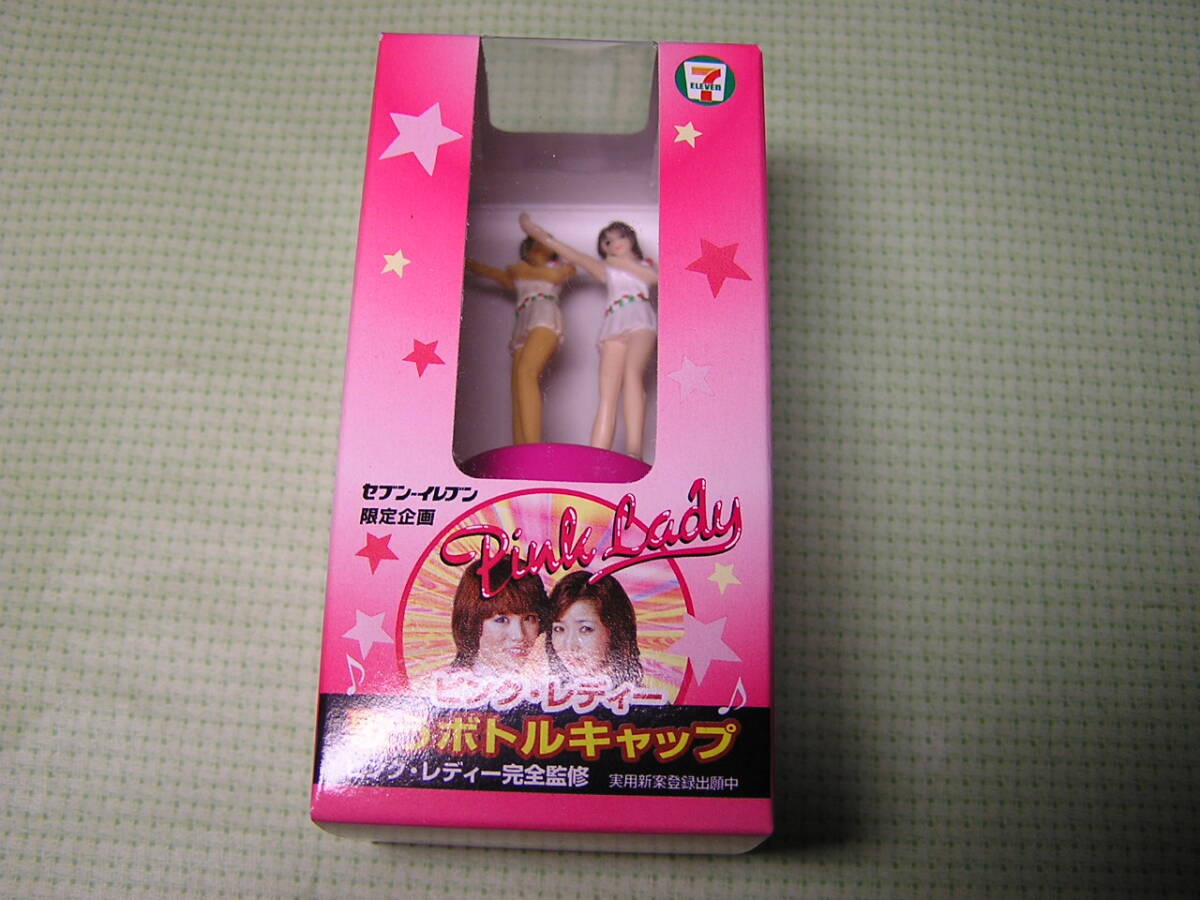 7
ELEVEn
セブン-イレブン
限定企画
Pink Lady
ピンク・レディー
ボトルキャップ
ピンク・レディー完全監修
実用新案登録出願中